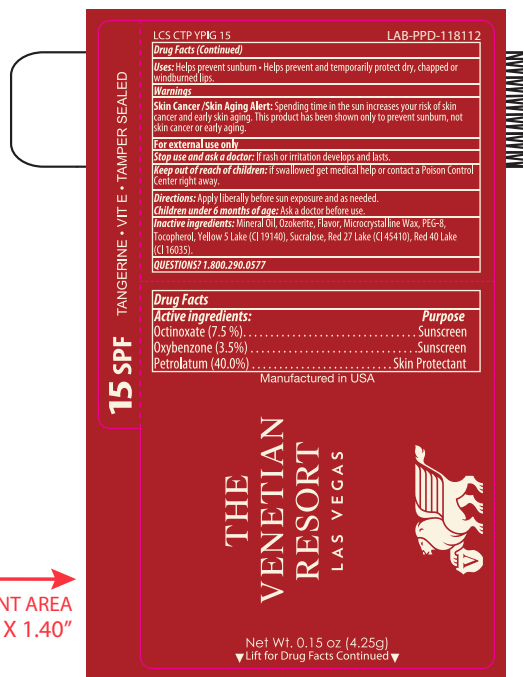 LCS CTP YPIG 15 LAB-PPD-118112
Drug Facts (Continued)
Uses: Helps prevent sunburn • Helps prevent and temporarily protect dry, chapped or
windburned lips.
Warnings
Skin Cancer /Skin Aging Alert: Spending time in the sun increases your risk of skin
cancer and early skin aging. This product has been shown only to prevent sunburn, not
skin cancer or early aging.
For external use only
Stop use and ask a doctor: If rash or irritation develops and lasts.
Keep out of reach of children: if swallowed get medical help or contact a Poison Control
Center right away.
Directions: Apply liberally before sun exposure and as needed.
Children under 6 months of age: Ask a doctor before use.
Inactive ingredients: Mineral Oil, Ozokerite, Flavor, Microcrystalline Wax, PEG-8,
Tocopherol, Yellow 5 Lake (Cl 19140), Sucralose, Red 27 Lake (Cl 45410), Red 40 Lake
(Cl 16035).
QUESTIONS? 1.800.290.0577
Drug Facts
Active ingredients: Purpose
Octinoxate (7.5 %)........................................Sunscreen
Oxybenzone (3.5%) ........................................Sunscreen
Petrolatum (40.0%) ..................................Skin Protectant
Manufactured in USA
15 SPF TANGERINE • VIT E • TAMPER SEALED
THE
VENETIAN
RESORT
LAS VEGAS
V
NT AREA
X 1.40"
Net Wt. 0.15 oz (4.25g)
▼Lift for Drug Facts Continued▼